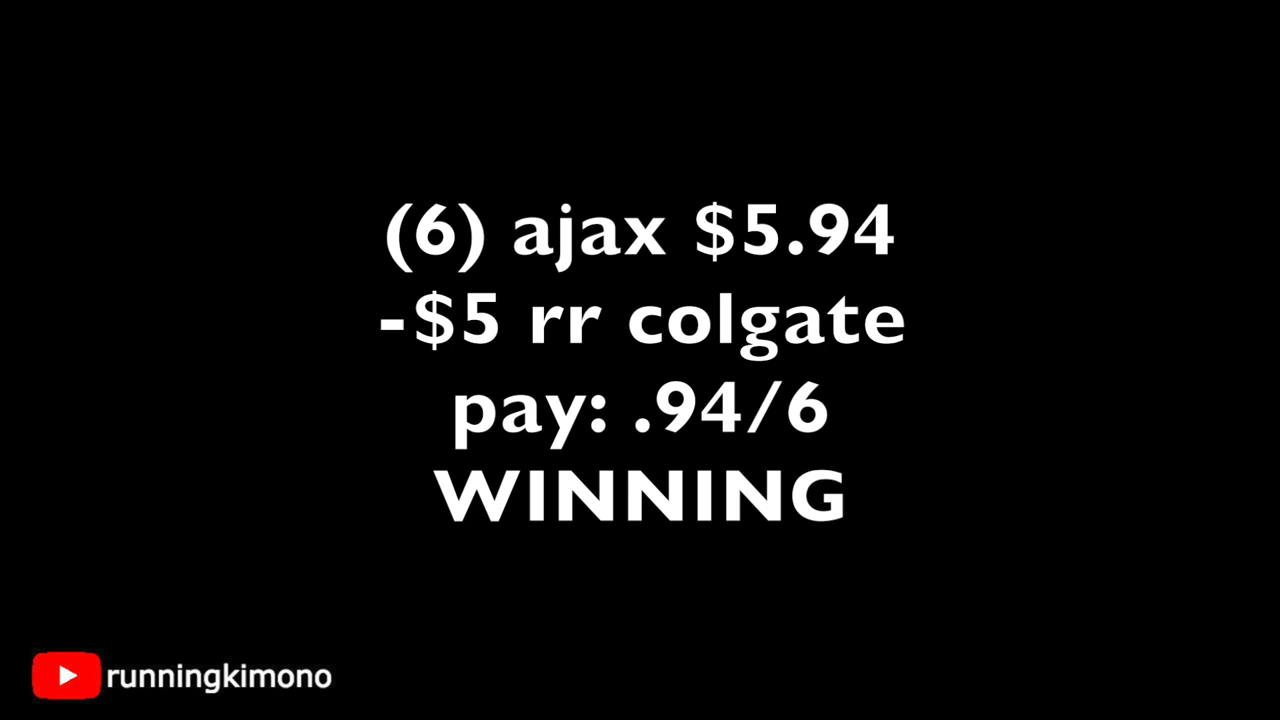 (6) ajax $5.94
-$5 rr colgate
pay: .94/6
WINNING
runningkimono